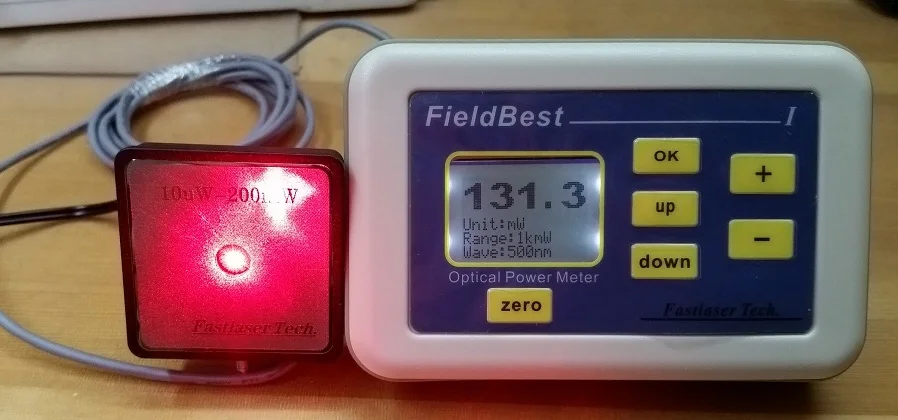 10uW-200mW
Fastlaser Tech.
FieldBest I
131.3
Unit:mW
Range:1kmW
Wave:500nm
Optical Power Meter
zero
OK
up
down
+
-
Fastlaser Tech.